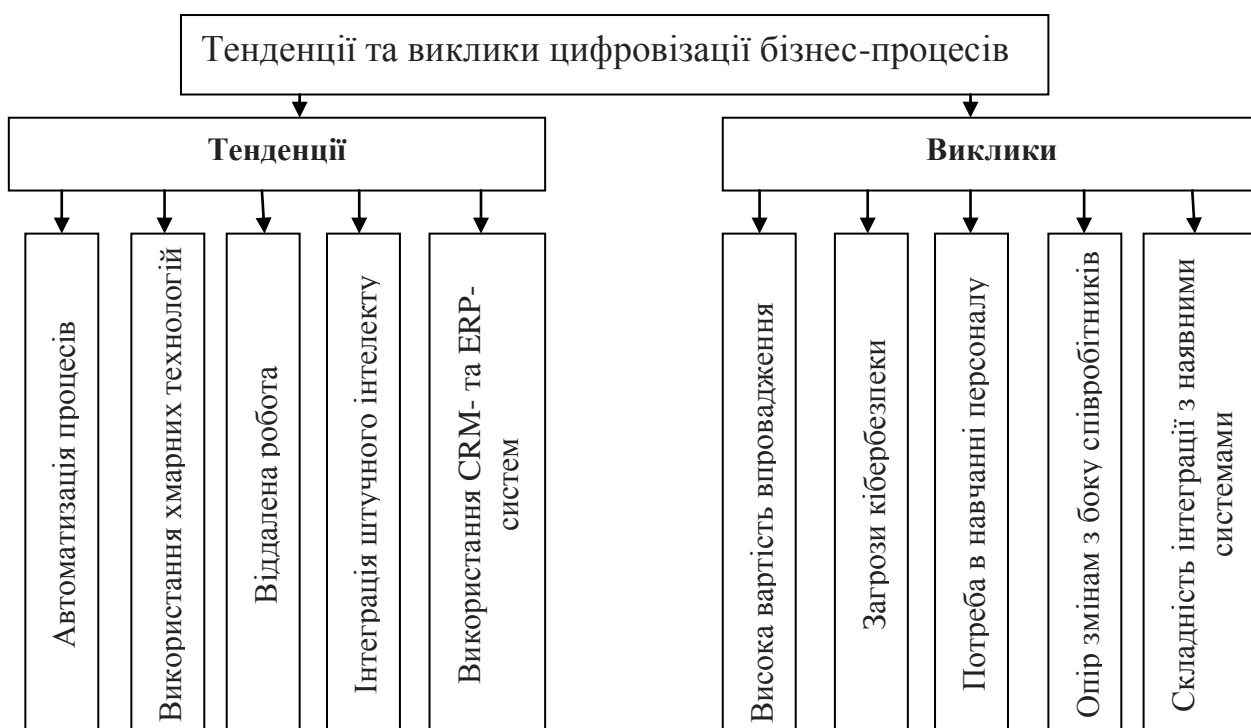 Тенденції та виклики цифровізації бізнес-процесів
Тенденції
Виклики
Автоматизація процесів
Використання хмарних технологій
Віддалена робота
Інтеграція штучного інтелекту
Використання CRM- та ERP-
систем
Висока вартість впровадження
Загрози кібербезпеки
Потреба в навчанні персоналу
Опір змінам з боку співробітників
Складність інтеграції з наявними
системами